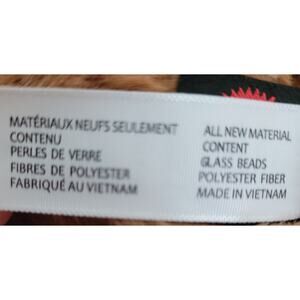 MATÉRIAUX NEUFS SEULEMENT
CONTENU
PERLES DE VERRE
FIBRES DE POLYESTER
FABRIQUÉ AU VIETNAM
ALL NEW MATERIAL
CONTENT
GLASS BEADS
POLYESTER FIBER
MADE IN VIETNAM